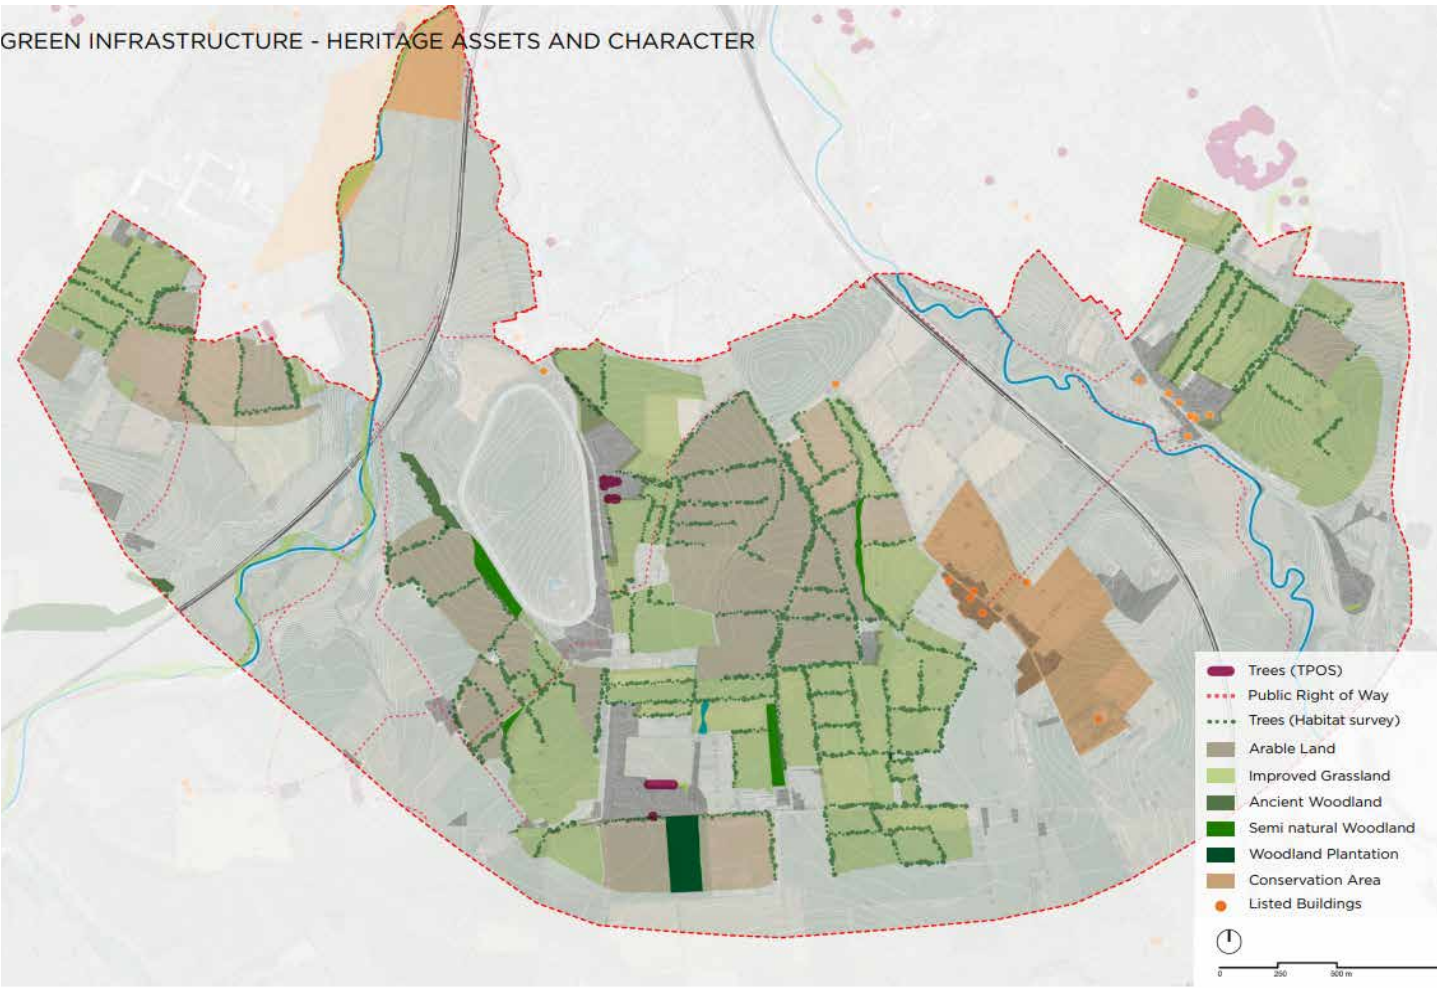 GREEN INFRASTRUCTURE - HERITAGE ASSETS AND CHARACTER
Trees (TPOS)
Public Right of Way
Trees (Habitat survey)
Arable Land
Improved Grassland
Ancient Woodland
Semi natural Woodland
Woodland Plantation
Conservation Area
Listed Buildings
0 250 500 m